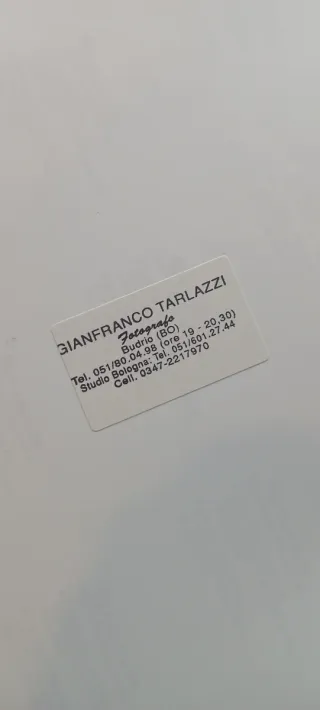 GIANFRANCO TARLAZZI
Fotografo
Budrio (BO)
Tel. 051/80.04.98 (ore 19 - 20,30)
Studio Bologna: Tel. 051/601.27.44
Cell. 0347-2217970